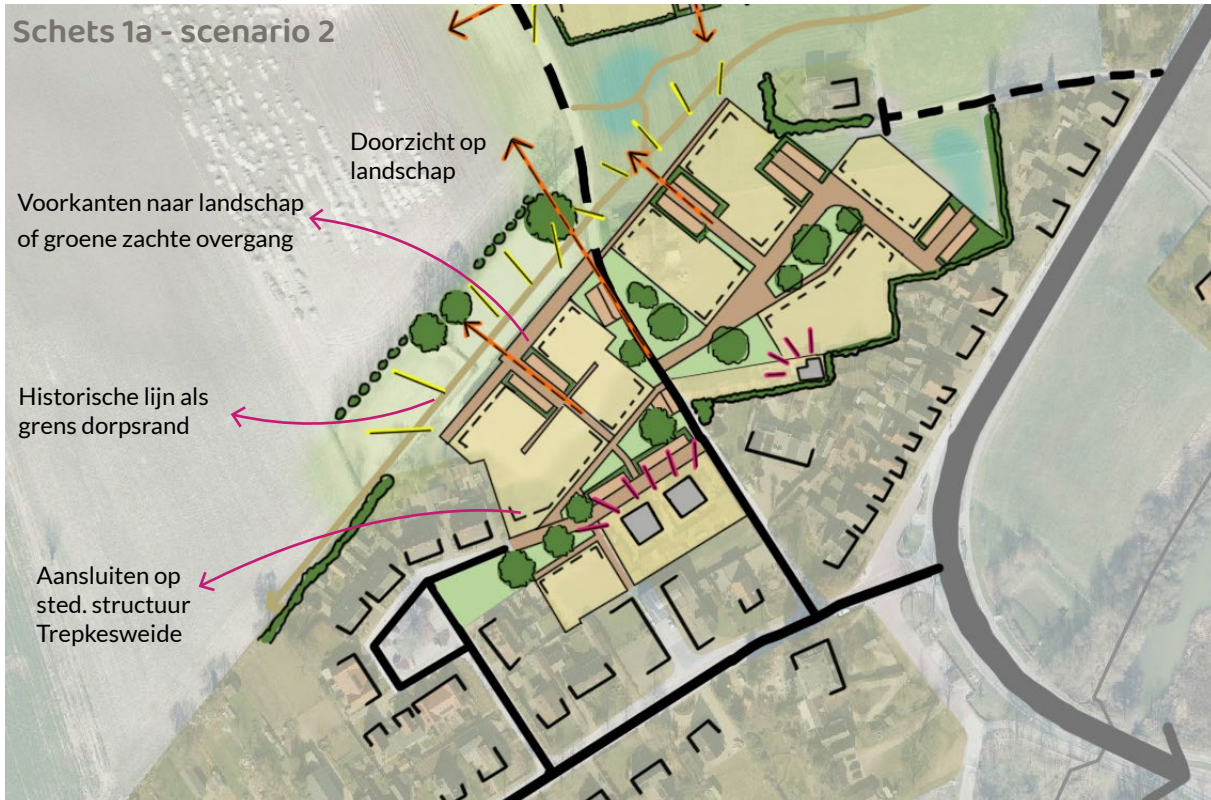 Schets 1a - scenario 2
Doorzicht op
landschap
Voorkanten naar landschap
of groene zachte overgang
Historische lijn als
grens dorpsrand
Aansluiten op
sted. structuur
Trepkesweide